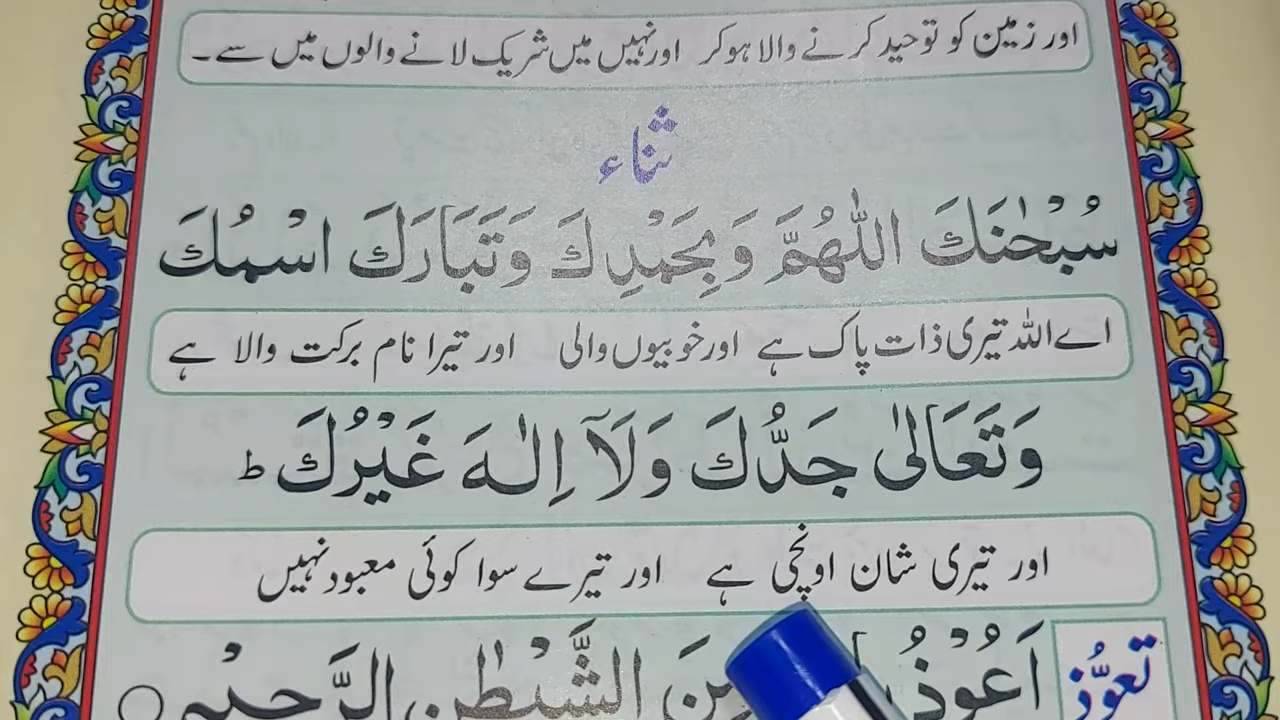 اور زمین کو توحید کرنے والا ہو کر اور نہیں میں شریک لانے والوں میں سے۔
ثناء
سُبْحٰنَكَ اللّٰهُمَّ وَبِحَمْدِكَ وَتَبَارَكَ اسْمُكَ
اے اللہ تیری ذات پاک ہے اور خوبیوں والی اور تیرا نام برکت والا ہے
وَتَعَالٰى جَدُّكَ وَلَآ اِلٰهَ غَيْرُكَ ط
اور تیری شان اونچی ہے اور تیرے سوا کوئی معبود نہیں
تعوُّذ
اَعُوْذُ مِنَ الشَّيْطٰنِ الرَّجِيْمِ